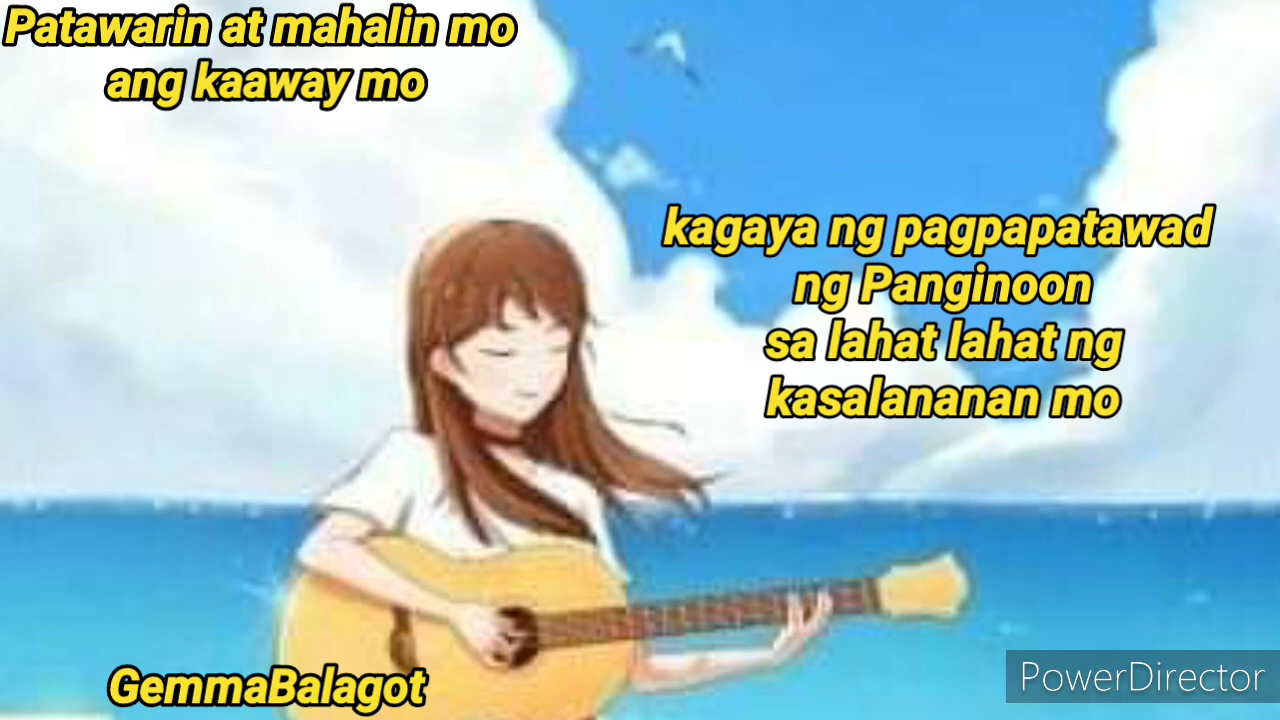 Patawarin at mahalin mo
ang kaaway mo
kagaya ng pagpapatawad
ng Panginoon
sa lahat lahat ng
kasalananan mo
GemmaBalagot
PowerDirector